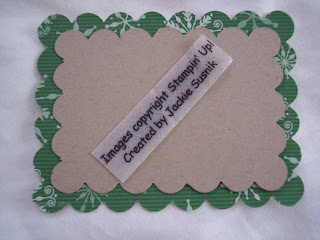 Images copyright Stampin' Up!
Created by Jackie Susnik